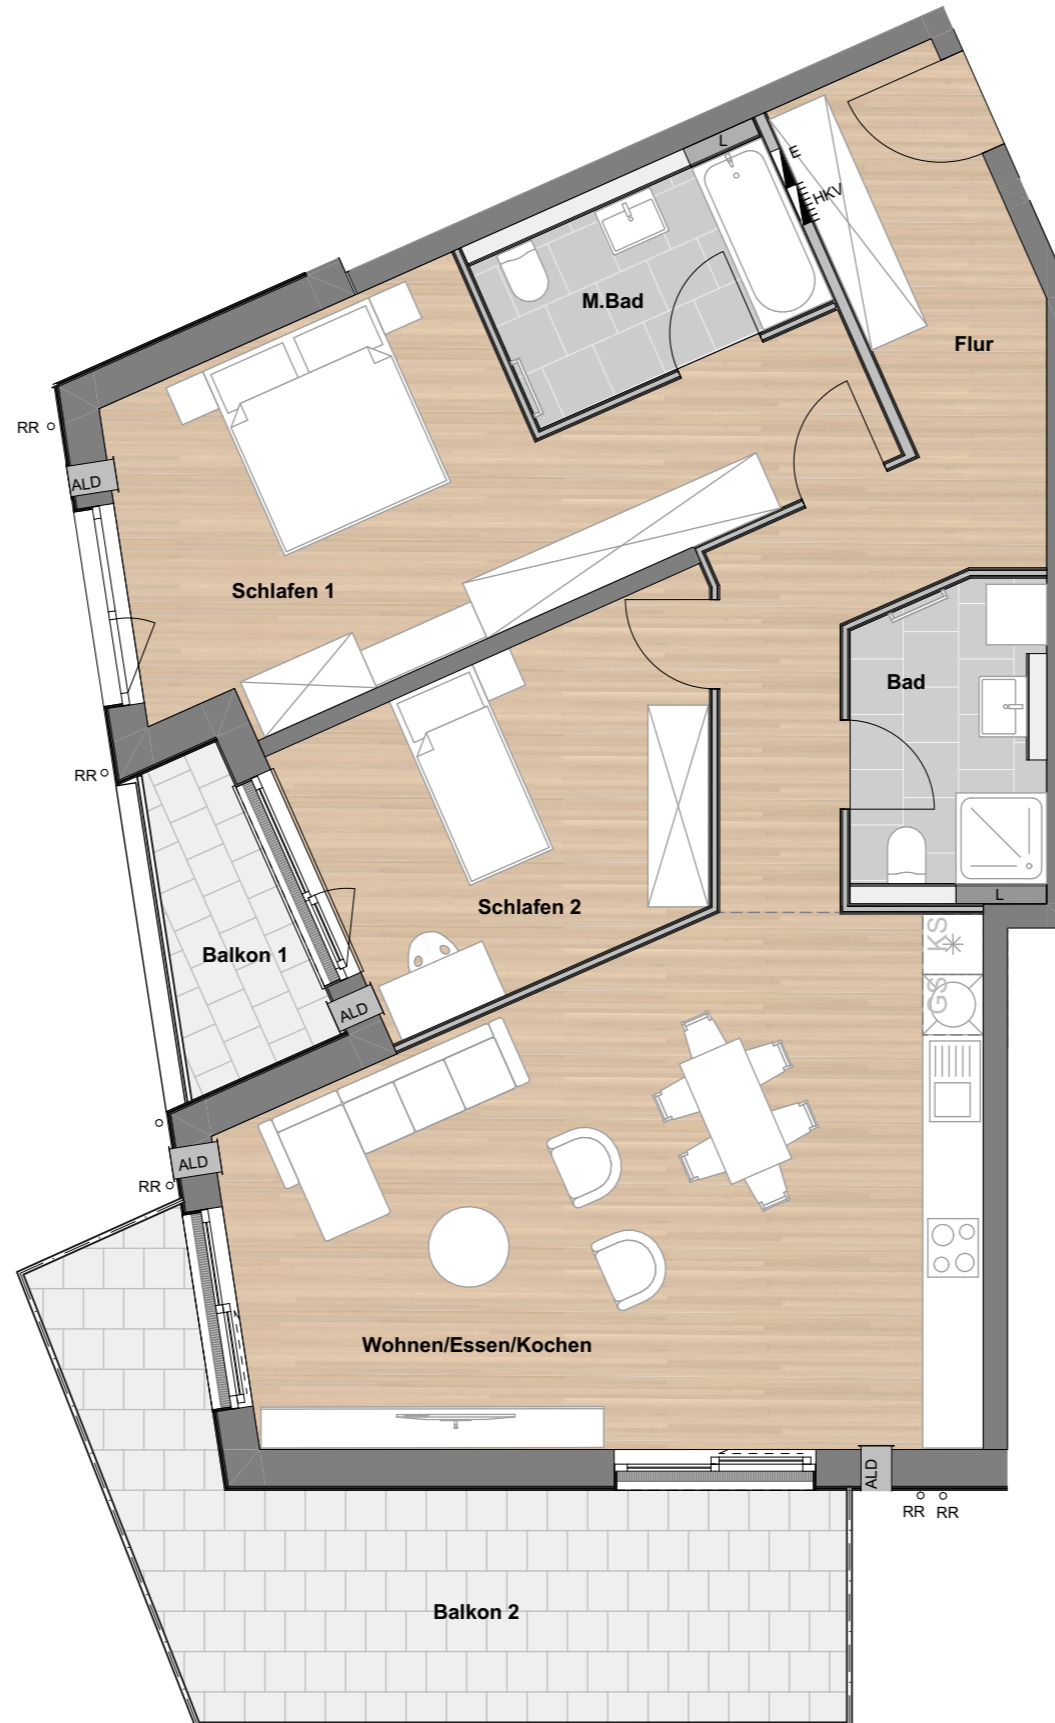 L
E
HKV
M.Bad
Flur
RR
ALD
Schlafen 1
Bad
RR
L
Schlafen 2
KS
Balkon 1
GS
ALD
ALD
RR
Wohnen/Essen/Kochen
ALD
RR
RR
Balkon 2